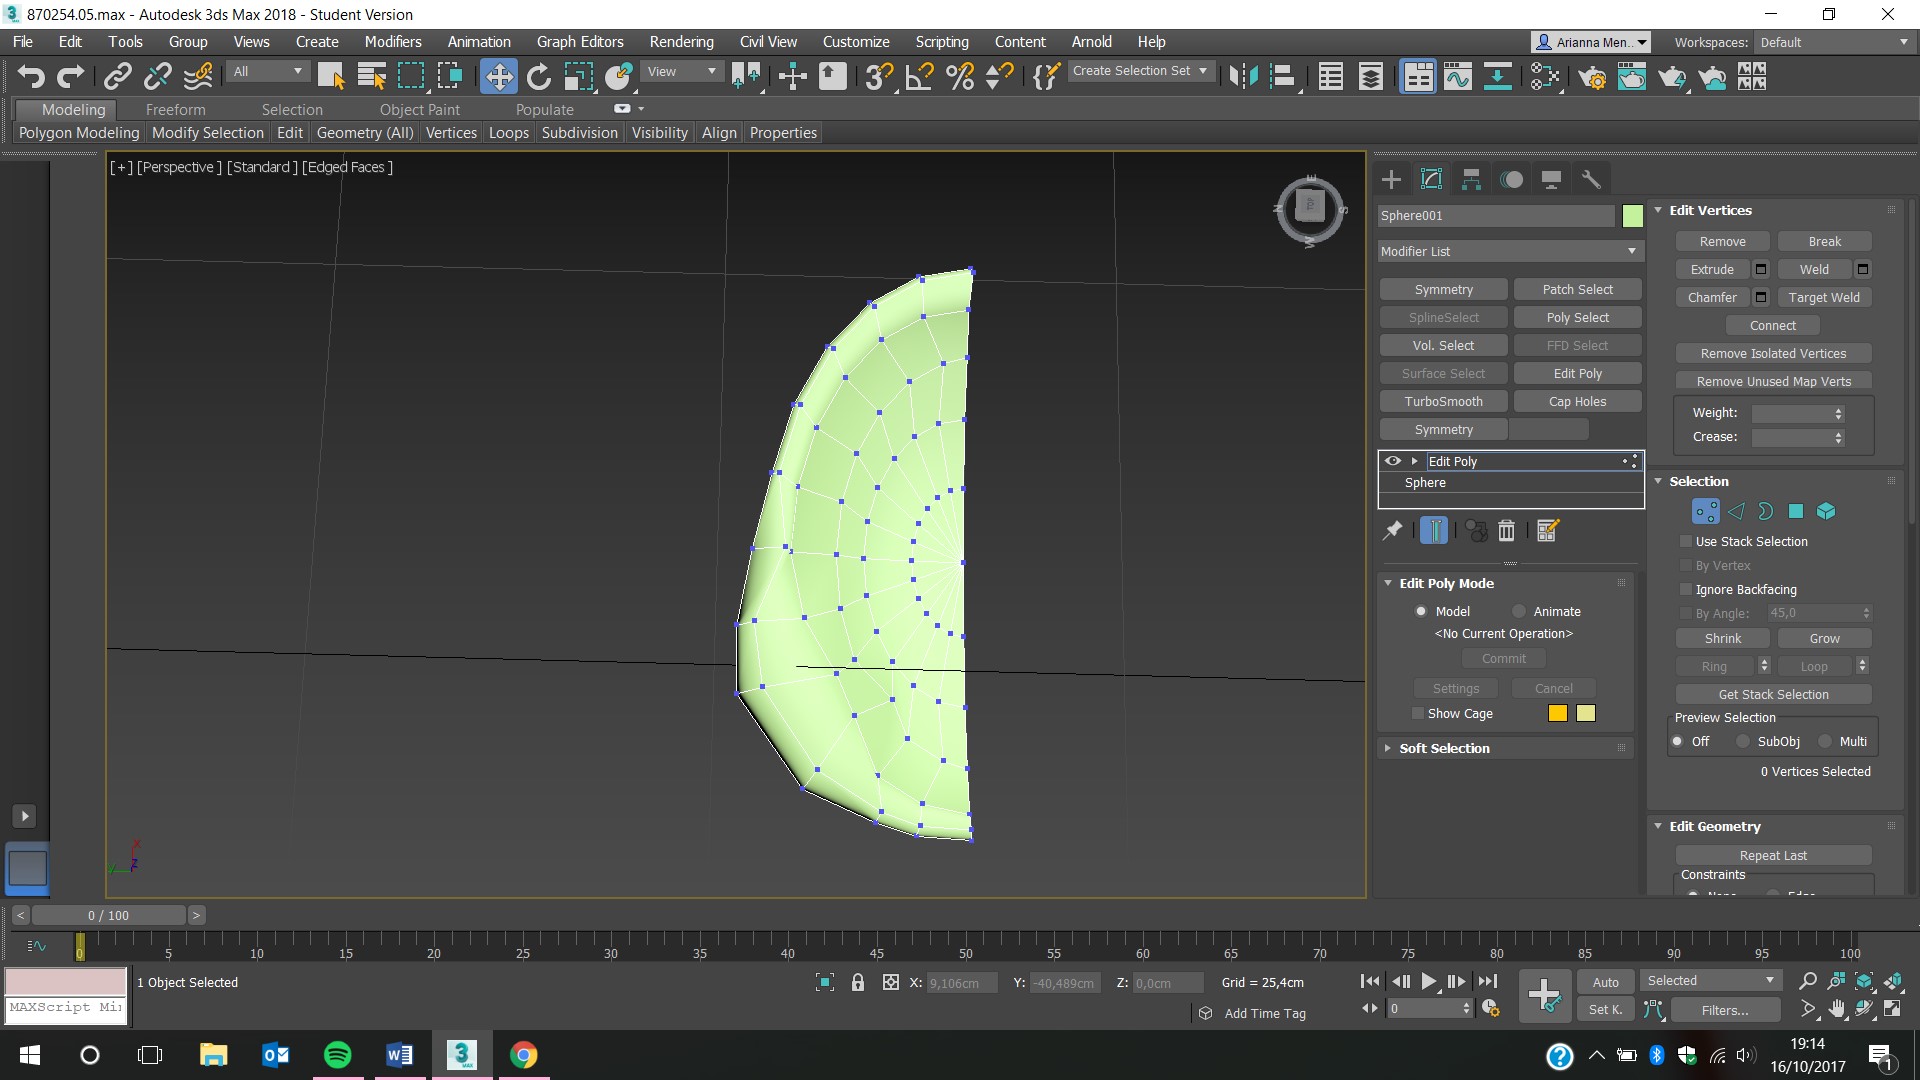 870254.05.max - Autodesk 3ds Max 2018 - Student Version
File Edit Tools Group Views Create Modifiers Animation Graph Editors Rendering Civil View Customize Scripting Content Arnold Help
Arianna Men... Workspaces: Default
All View Create Selection Set
Modeling Freeform Selection Object Paint Populate
Polygon Modeling Modify Selection Edit Geometry (All) Vertices Loops Subdivision Visibility Align Properties
[+] [Perspective ] [Standard ] [Edged Faces ]
E
N TOP S
W
Sphere001
Modifier List
Symmetry Patch Select
SplineSelect Poly Select
Vol. Select FFD Select
Surface Select Edit Poly
TurboSmooth Cap Holes
Symmetry
Edit Poly
Sphere
Edit Poly Mode
Model Animate
<No Current Operation>
Commit
Settings Cancel
Show Cage
Soft Selection
Edit Vertices
Remove Break
Extrude Weld
Chamfer Target Weld
Connect
Remove Isolated Vertices
Remove Unused Map Verts
Weight:
Crease:
Selection
Use Stack Selection
By Vertex
Ignore Backfacing
By Angle: 45,0
Shrink Grow
Ring Loop
Get Stack Selection
Preview Selection
Off SubObj Multi
0 Vertices Selected
Edit Geometry
Repeat Last
Constraints
None Edge
x
y z
< 0 / 100 >
0 5 10 15 20 25 30 35 40 45 50 55 60 65 70 75 80 85 90 95 100
1 Object Selected X: 9,106cm Y: -40,489cm Z: 0,0cm Grid = 25,4cm Auto Selected
MAXScript Mi Add Time Tag 0 Set K. Filters...
19:14
16/10/2017
1